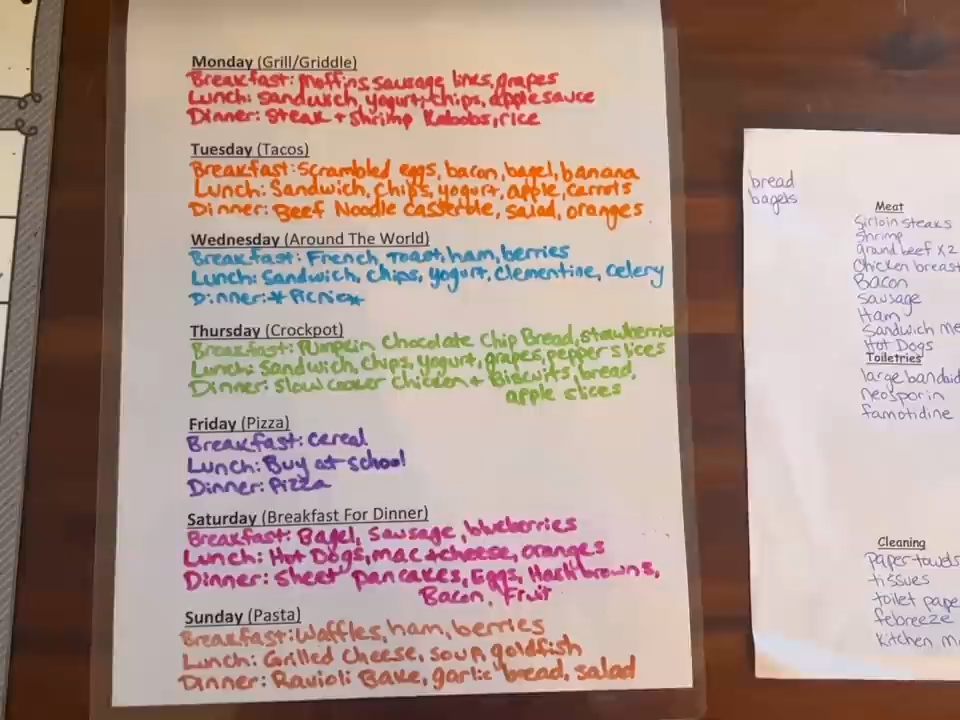 Monday (Grill/Griddle)
Breakfast: Muffins, sausage links, grapes
Lunch: Sandwich, yogurt, chips, applesauce
Dinner: Steak + Shrimp Kabobs, rice
Tuesday (Tacos)
Breakfast: Scrambled eggs, bacon, bagel, banana
Lunch: Sandwich, chips, yogurt, apple, carrots
Dinner: Beef Noodle Casserole, salad, oranges
Wednesday (Around The World)
Breakfast: French, Toast, ham, berries
Lunch: Sandwich, chips, yogurt, clementine, celery
Dinner: *Picnic*
Thursday (Crockpot)
Breakfast: Pumpkin Chocolate Chip Bread, strawberries
Lunch: Sandwich, chips, yogurt, grapes, pepper slices
Dinner: slow cooker chicken + Biscuits, bread,
apple slices
Friday (Pizza)
Breakfast: Cereal
Lunch: Buy at school
Dinner: Pizza
Saturday (Breakfast For Dinner)
Breakfast: Bagel, Sausage, blueberries
Lunch: Hot Dogs, mac + cheese, oranges
Dinner: Sheet pancakes, Eggs, Hashbrowns,
Bacon, Fruit
Sunday (Pasta)
Breakfast: Waffles, ham, berries
Lunch: Grilled Cheese, soup, goldfish
Dinner: Ravioli Bake, garlic bread, salad
bread
bagels
Meat
Sirloin steaks
Shrimp
ground beef x2
Chicken breast
Bacon
Sausage
Ham
Sandwich
Hot Dogs
Toiletries
large bandaid
neosporin
famotidine
Cleaning
paper towels
tissues
toilet pape
febreeze
kitchen